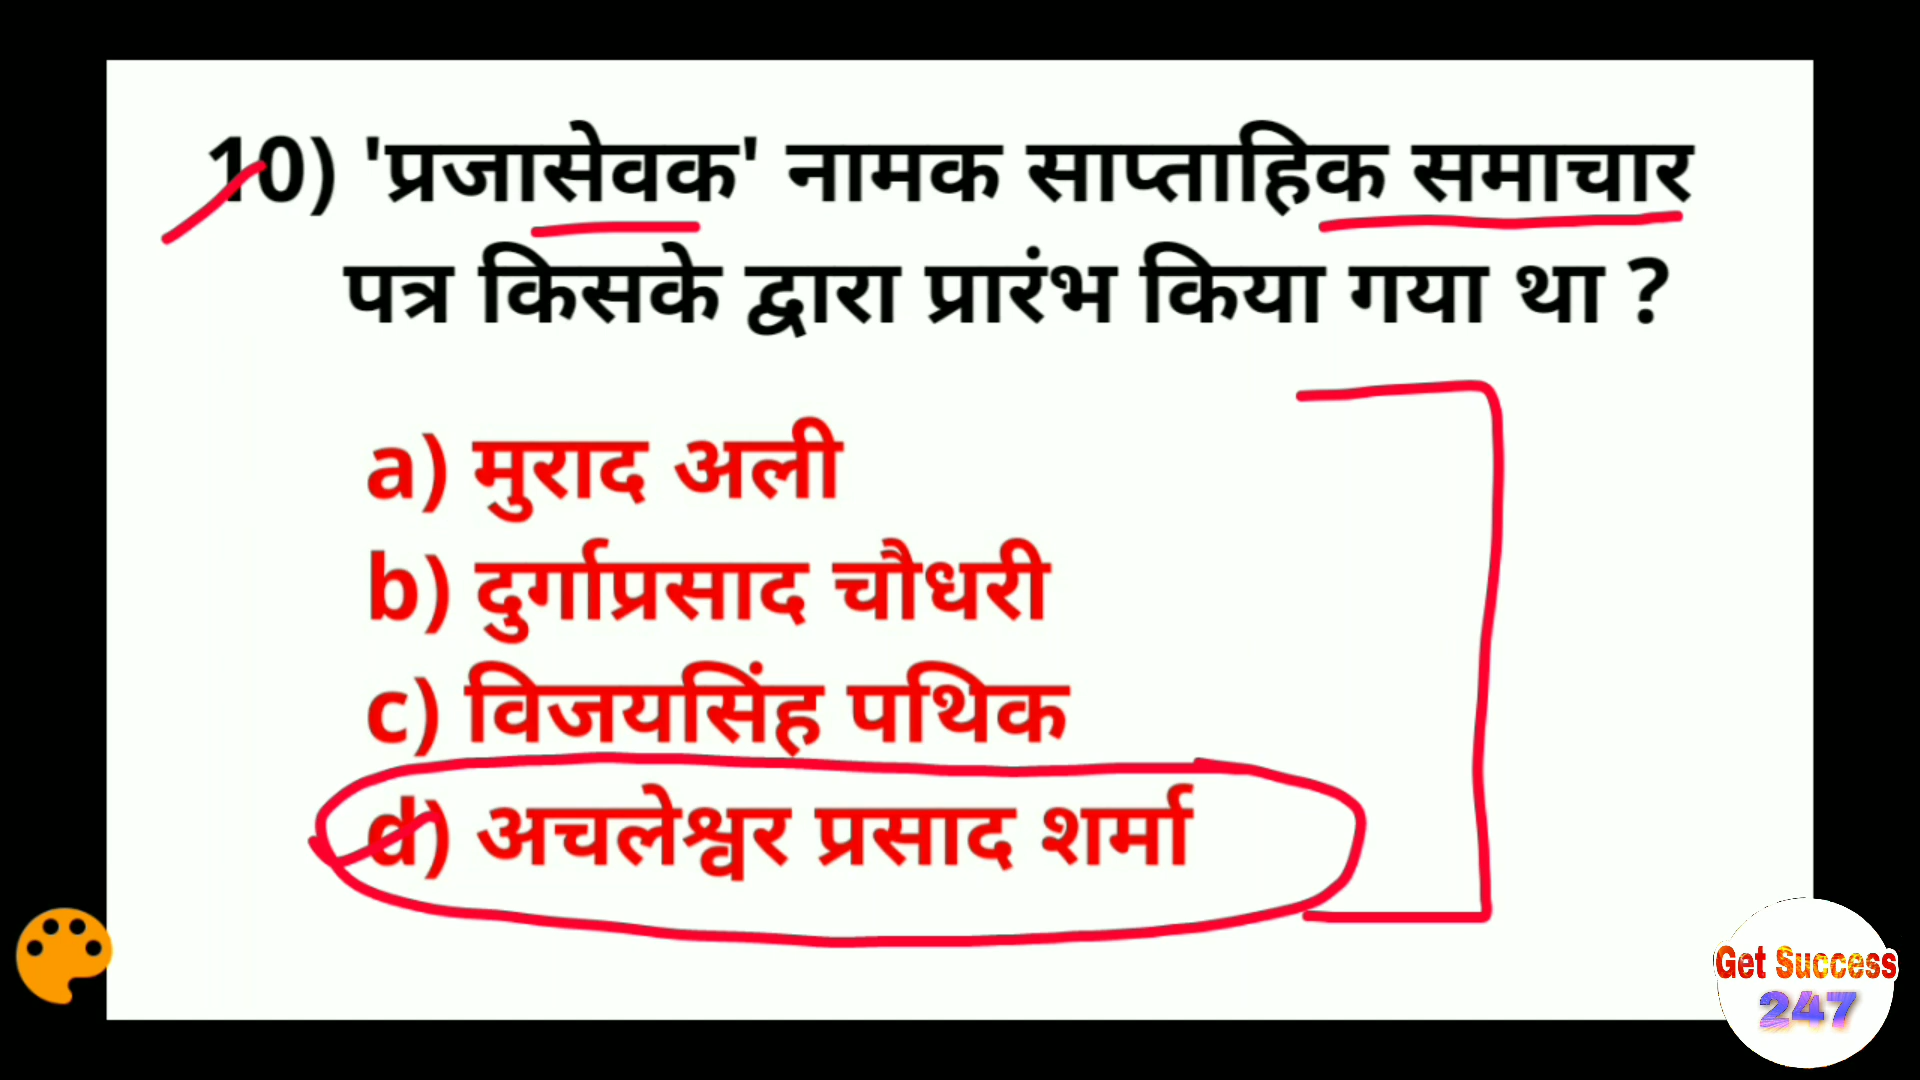 10) 'प्रजासेवक' नामक साप्ताहिक समाचार
पत्र किसके द्वारा प्रारंभ किया गया था ?
a) मुराद अली
b) दुर्गाप्रसाद चौधरी
c) विजयसिंह पथिक
d) अचलेश्वर प्रसाद शर्मा
Get Success
247